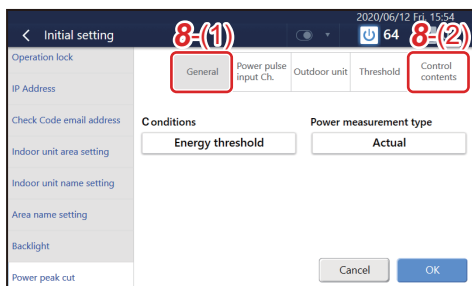 2020/06/12 Fri 15:54
Initial setting
64
8-(1)
8-(2)
Operation lock
IP Address
Check Code email address
Indoor unit area setting
Indoor unit name setting
Area name setting
Backlight
Power peak cut
General
Power pulse
input Ch.
Outdoor unit
Threshold
Control
contents
Conditions
Power measurement type
Energy threshold
Actual
Cancel
OK